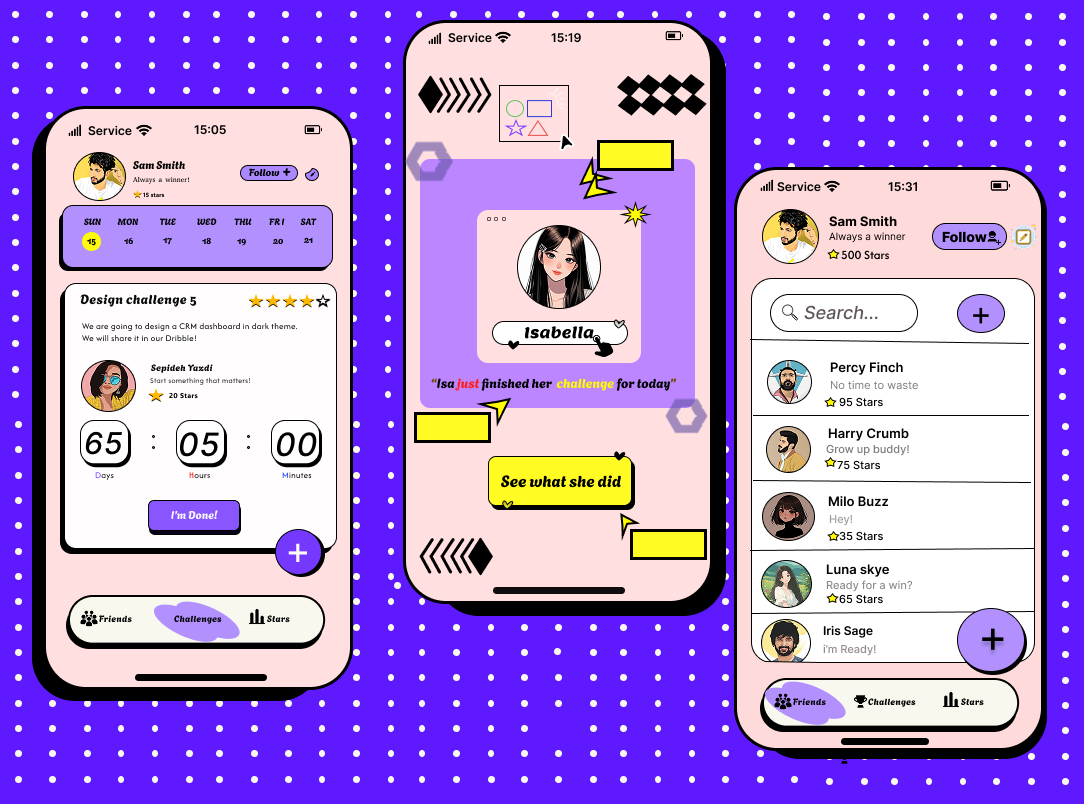 Service
15:05
Sam Smith
Always a winner!
15 stars
Follow +
SUN MON TUE WED THU FRI SAT
15 16 17 18 19 20 21
Design challenge 5
We are going to design a CRM dashboard in dark theme.
We will share it in our Dribble!
Sepideh Yaxdi
Start something that matters!
20 Stars
65 : 05 : 00
Days Hours Minutes
I'm Done!
+
Friends Challenges Stars
Service
15:19
Isabella
"Isa just finished her challenge for today"
See what she did
Service
15:31
Sam Smith
Always a winner
500 Stars
Follow
Search...
+
Percy Finch
No time to waste
95 Stars
Harry Crumb
Grow up buddy!
75 Stars
Milo Buzz
Hey!
35 Stars
Luna skye
Ready for a win?
65 Stars
Iris Sage
i'm Ready!
+
Friends Challenges Stars